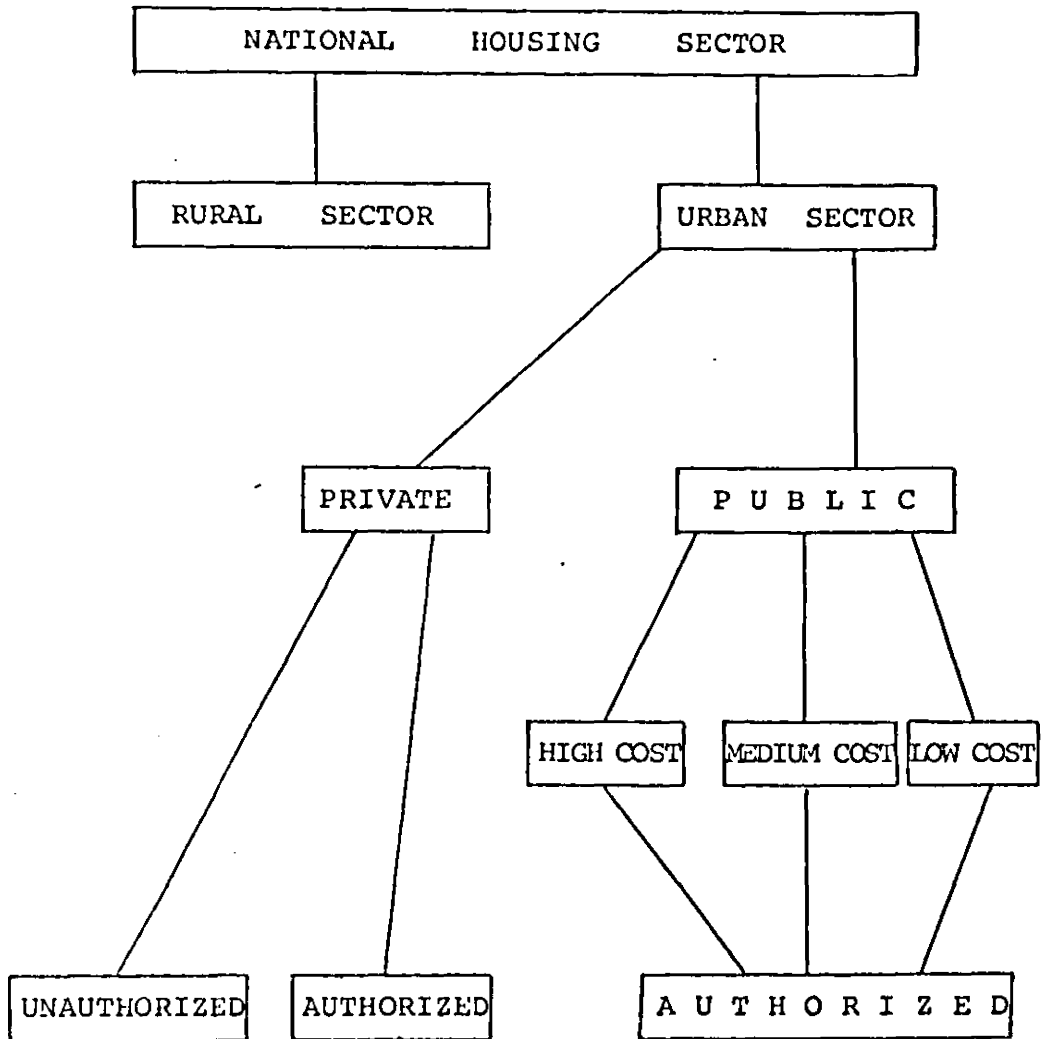 NATIONAL HOUSING SECTOR
RURAL SECTOR
URBAN SECTOR
PRIVATE
P U B L I C
HIGH COST
MEDIUM COST
LOW COST
UNAUTHORIZED
AUTHORIZED
A U T H O R I Z E D